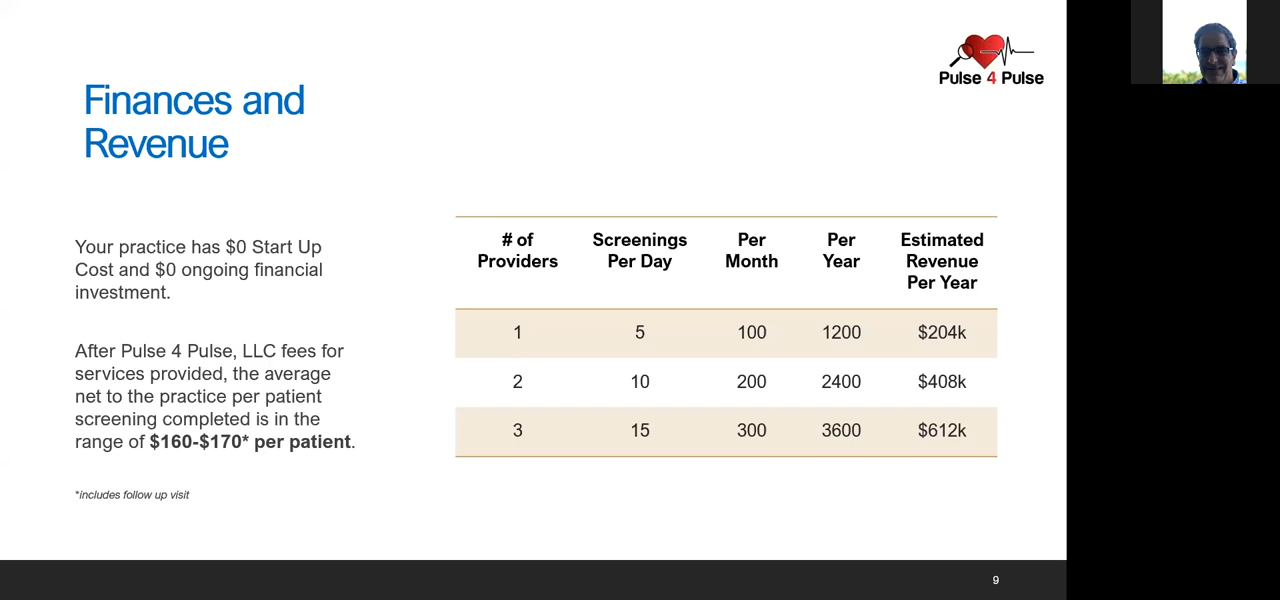 Pulse 4 Pulse
Finances and
Revenue
Your practice has $0 Start Up
Cost and $0 ongoing financial
investment.
After Pulse 4 Pulse, LLC fees for
services provided, the average
net to the practice per patient
screening completed is in the
range of $160-$170* per patient.
*includes follow up visit
# of Providers Screenings Per Day Per Month Per Year Estimated Revenue Per Year
1 5 100 1200 $204k
2 10 200 2400 $408k
3 15 300 3600 $612k
9